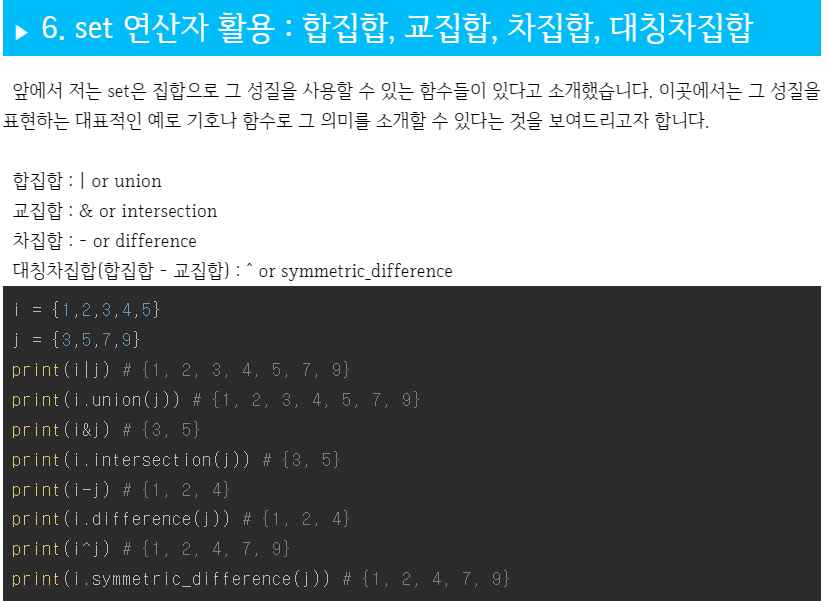 ▶ 6. set 연산자 활용 : 합집합, 교집합, 차집합, 대칭차집합
앞에서 저는 set은 집합으로 그 성질을 사용할 수 있는 함수들이 있다고 소개했습니다. 이곳에서는 그 성질을
표현하는 대표적인 예로 기호나 함수로 그 의미를 소개할 수 있다는 것을 보여드리고자 합니다.
합집합 : | or union
교집합 : & or intersection
차집합 : - or difference
대칭차집합(합집합 - 교집합) : ^ or symmetric_difference
i = {1,2,3,4,5}
j = {3,5,7,9}
print(i|j) # {1, 2, 3, 4, 5, 7, 9}
print(i.union(j)) # {1, 2, 3, 4, 5, 7, 9}
print(i&j) # {3, 5}
print(i.intersection(j)) # {3, 5}
print(i-j) # {1, 2, 4}
print(i.difference(j)) # {1, 2, 4}
print(i^j) # {1, 2, 4, 7, 9}
print(i.symmetric_difference(j)) # {1, 2, 4, 7, 9}